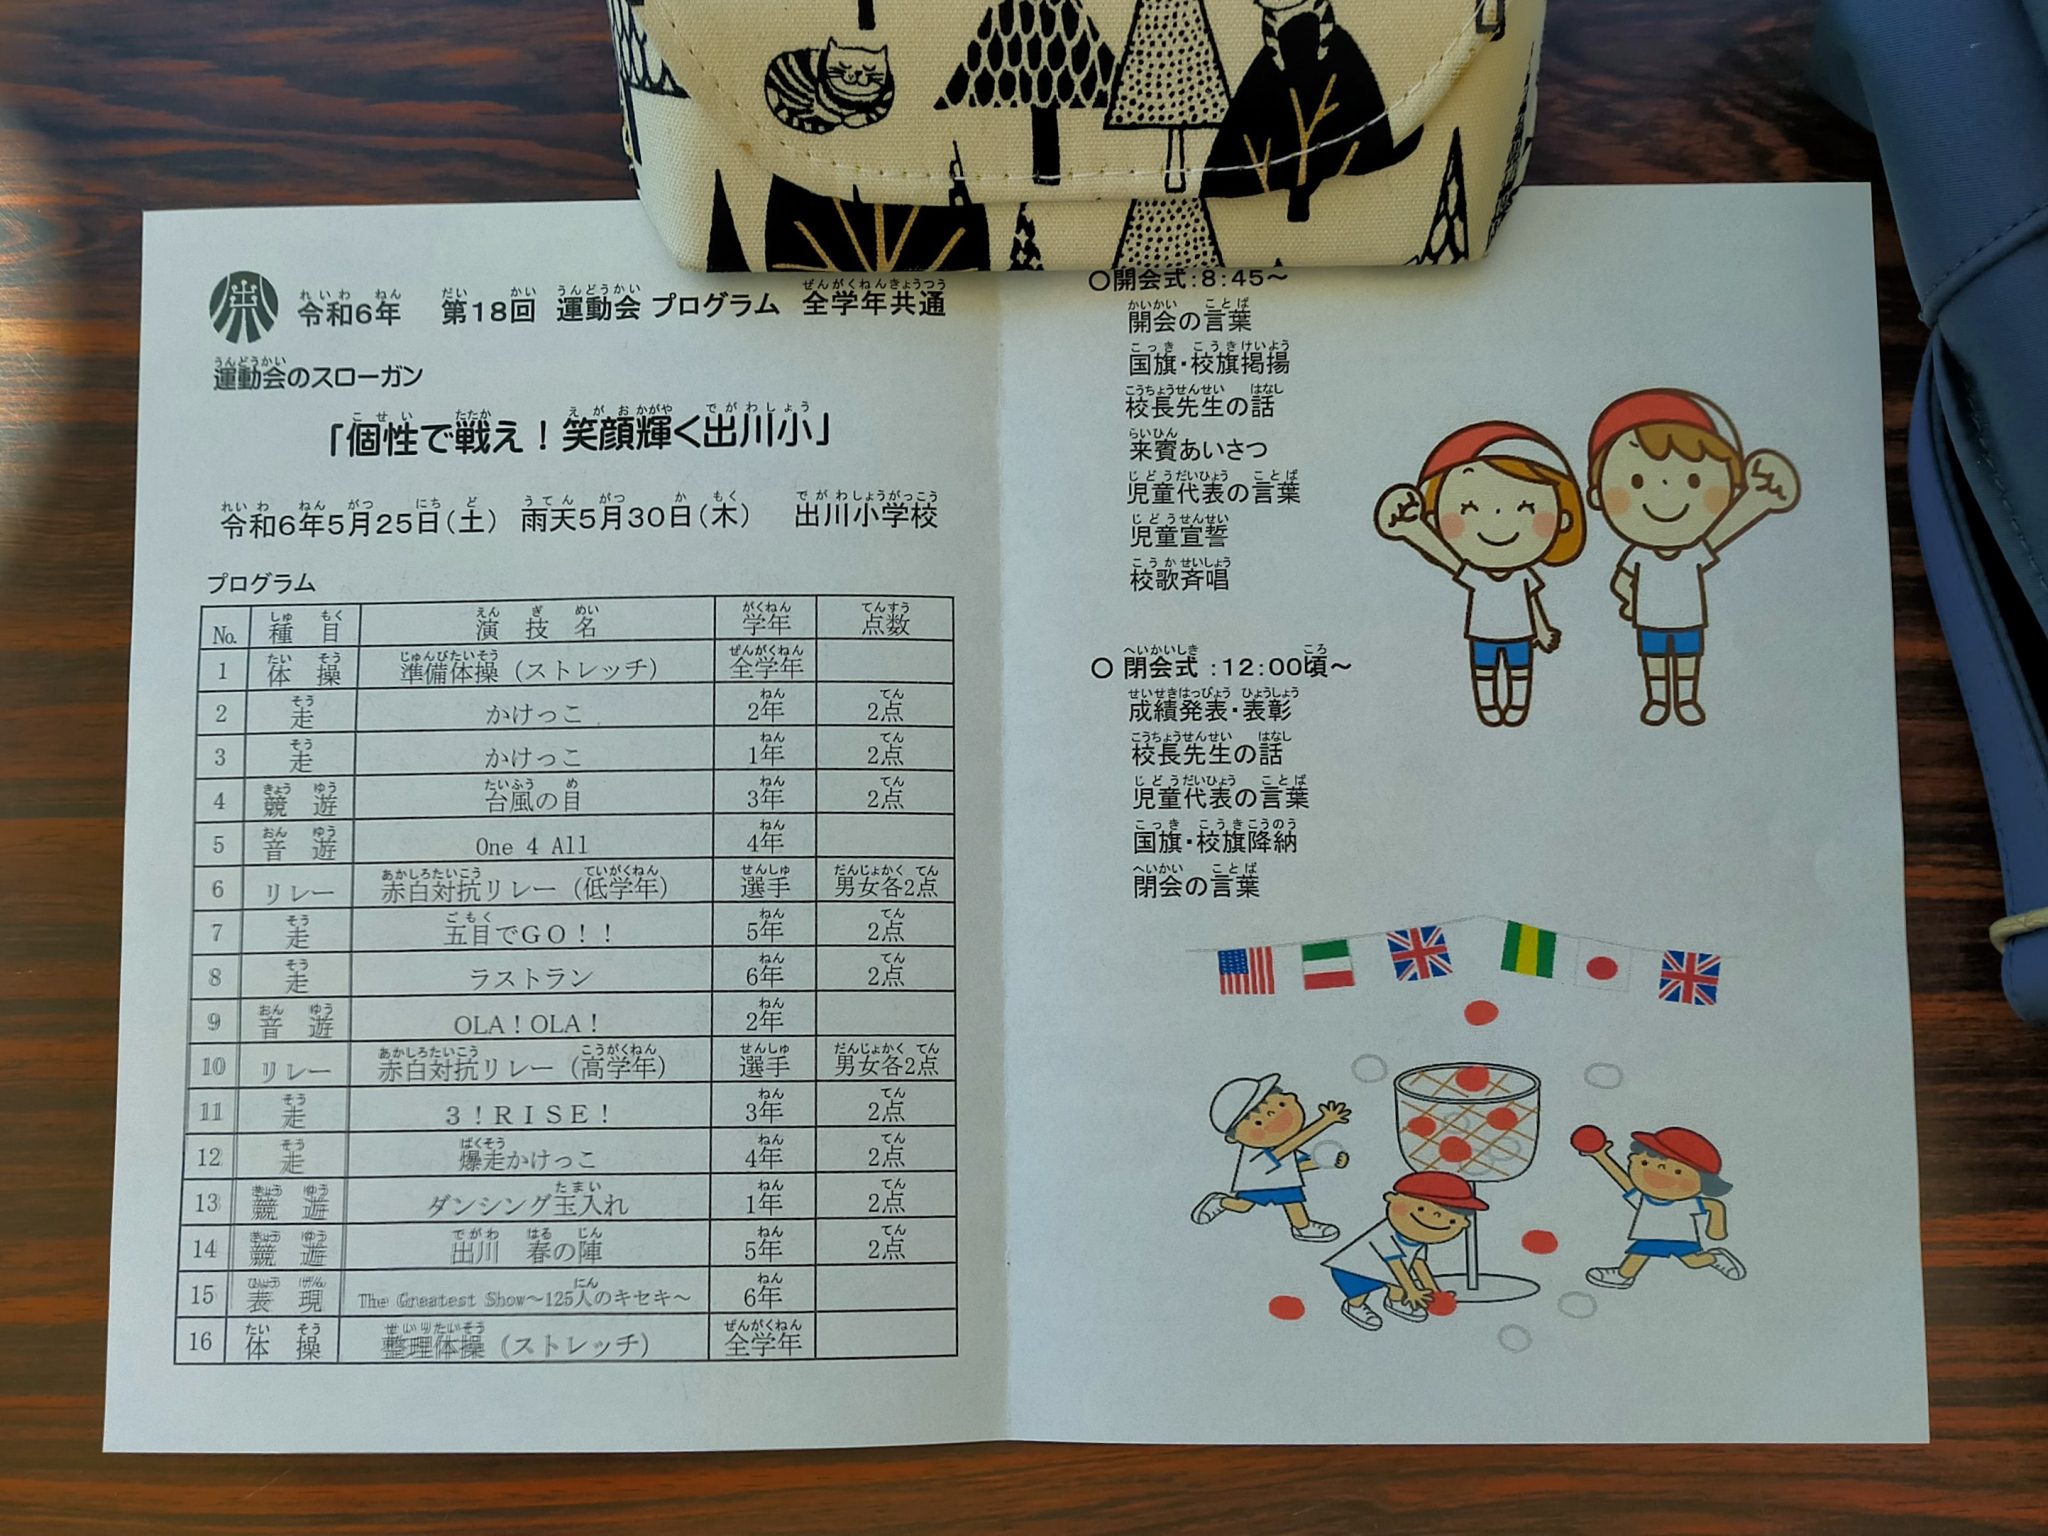 令和6年 第18回 運動会 プログラム 全学年共通
運動会のスローガン
「個性で戦え！笑顔輝く出川小」
令和6年5月25日(土) 雨天5月30日(木) 出川小学校
プログラム
No. 種目 演技名 学年 点数
1 体操 準備体操 (ストレッチ) 全学年
2 走 かけっこ 2年 2点
3 走 かけっこ 1年 2点
4 競遊 台風の目 3年 2点
5 音遊 One 4 All 4年
6 リレー 赤白対抗リレー (低学年) 選手 男女各2点
7 走 五目でGO！！ 5年 2点
8 走 ラストラン 6年 2点
9 音遊 OLA！OLA！ 2年
10 リレー 赤白対抗リレー (高学年) 選手 男女各2点
11 走 3！RISE！ 3年 2点
12 走 爆走かけっこ 4年 2点
13 競遊 ダンシング玉入れ 1年 2点
14 競遊 出川 春の陣 5年 2点
15 表現 The Greatest Show～125人のキセキ～ 6年
16 体操 整理体操 (ストレッチ) 全学年
○開会式：8：45～
開会の言葉
国旗・校旗掲揚
校長先生の話
来賓あいさつ
児童代表の言葉
児童宣誓
校歌斉唱
○ 閉会式 ：12：00頃～
成績発表・表彰
校長先生の話
児童代表の言葉
国旗・校旗降納
閉会の言葉